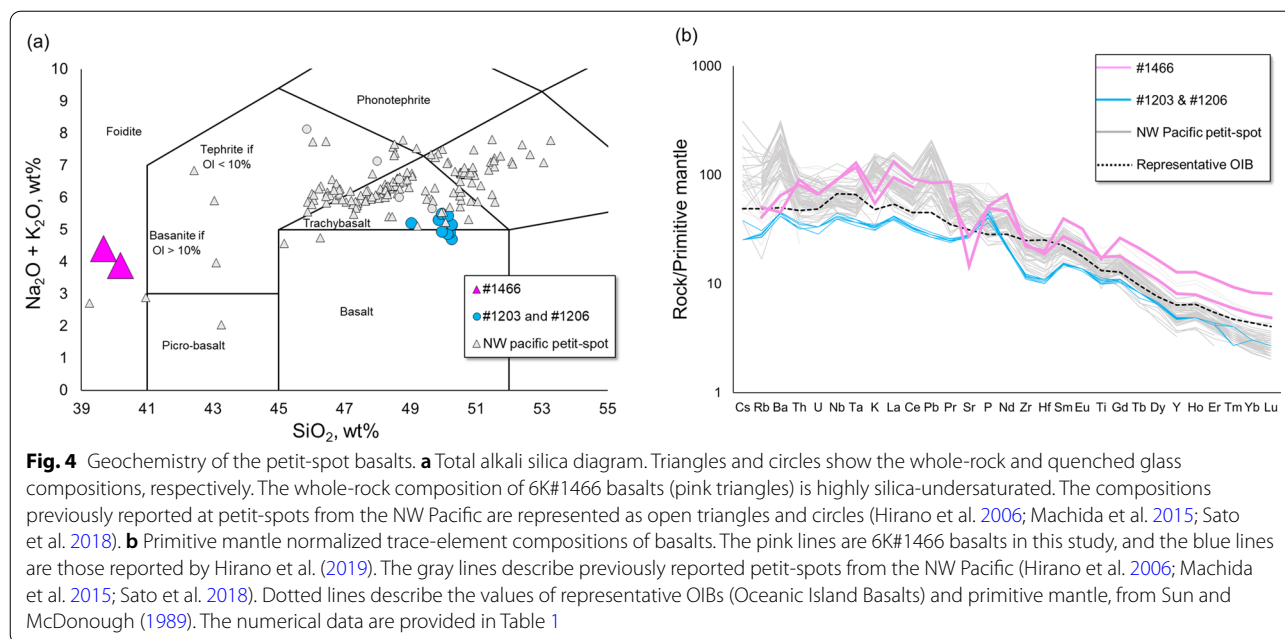 (a)
10
9
8
7
6
5
4
3
2
1
0
Na₂O + K₂O, wt%
39 41 43 45 47 49 51 53 55
SiO₂, wt%
Foidite
Phonotephrite
Tephrite if
Ol < 10%
Basanite if
Ol > 10%
Trachybasalt
Picro-basalt
Basalt
#1466
#1203 and #1206
NW pacific petit-spot
(b)
1000
100
10
1
Rock/Primitive mantle
#1466
#1203 & #1206
NW Pacific petit-spot
Representative OIB
Cs Rb Ba Th U Nb Ta K La Ce Pb Pr Sr P Nd Zr Hf Sm Eu Ti Gd Tb Dy Y Ho Er Tm Yb Lu
Fig. 4 Geochemistry of the petit-spot basalts. a Total alkali silica diagram. Triangles and circles show the whole-rock and quenched glass
compositions, respectively. The whole-rock composition of 6K#1466 basalts (pink triangles) is highly silica-undersaturated. The compositions
previously reported at petit-spots from the NW Pacific are represented as open triangles and circles (Hirano et al. 2006; Machida et al. 2015; Sato
et al. 2018). b Primitive mantle normalized trace-element compositions of basalts. The pink lines are 6K#1466 basalts in this study, and the blue lines
are those reported by Hirano et al. (2019). The gray lines describe previously reported petit-spots from the NW Pacific (Hirano et al. 2006; Machida
et al. 2015; Sato et al. 2018). Dotted lines describe the values of representative OIBs (Oceanic Island Basalts) and primitive mantle, from Sun and
McDonough (1989). The numerical data are provided in Table 1